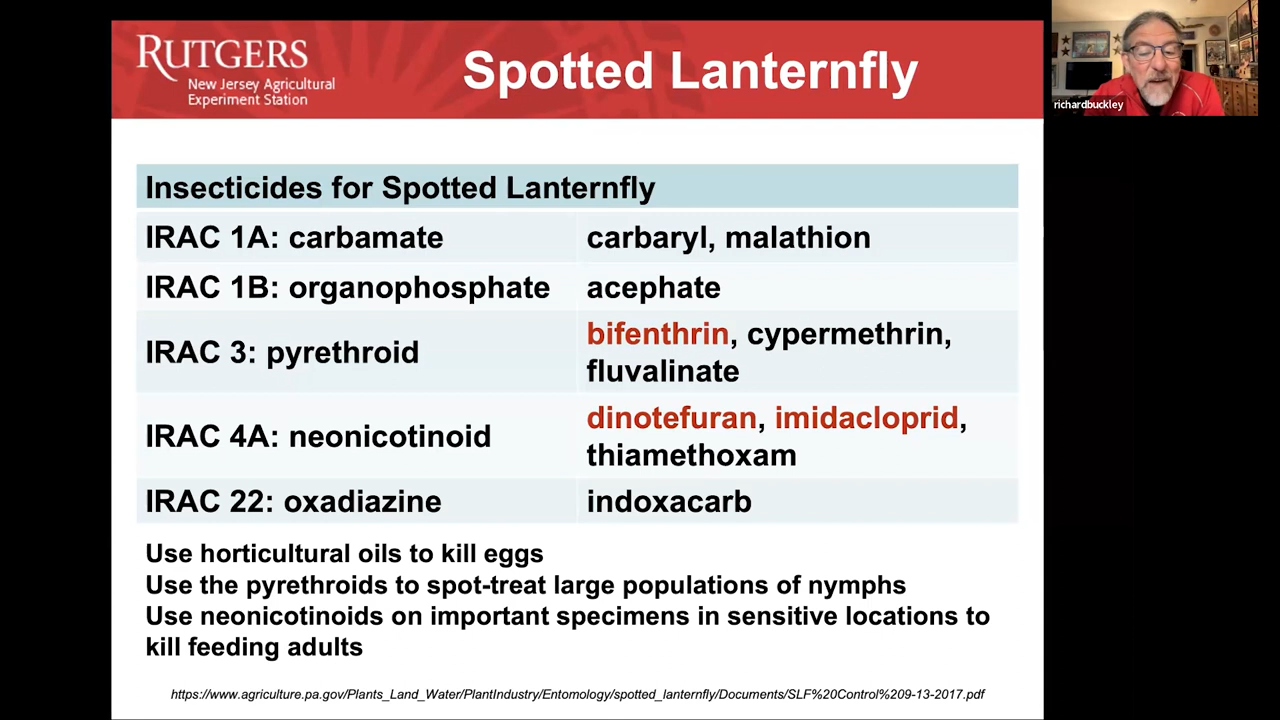 RUTGERS
New Jersey Agricultural
Experiment Station
Spotted Lanternfly
richardbuckley
Insecticides for Spotted Lanternfly
IRAC 1A: carbamate carbaryl, malathion
IRAC 1B: organophosphate acephate
IRAC 3: pyrethroid bifenthrin, cypermethrin,
fluvalinate
IRAC 4A: neonicotinoid dinotefuran, imidacloprid,
thiamethoxam
IRAC 22: oxadiazine indoxacarb
Use horticultural oils to kill eggs
Use the pyrethroids to spot-treat large populations of nymphs
Use neonicotinoids on important specimens in sensitive locations to
kill feeding adults
https://www.agriculture.pa.gov/Plants_Land_Water/PlantIndustry/Entomology/spotted_lanternfly/Documents/SLF%20Control%209-13-2017.pdf